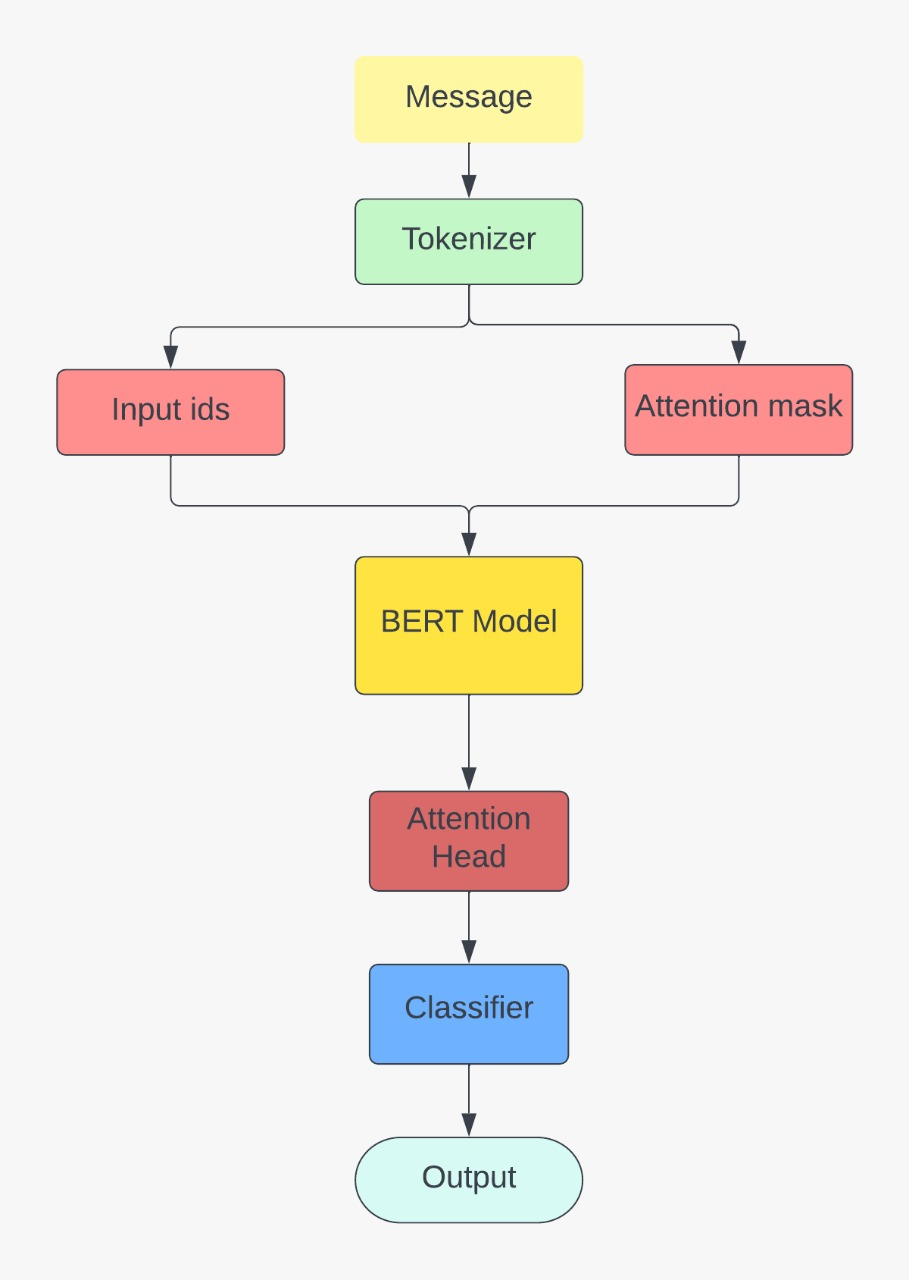 Message
Tokenizer
Input ids
Attention mask
BERT Model
Attention
Head
Classifier
Output